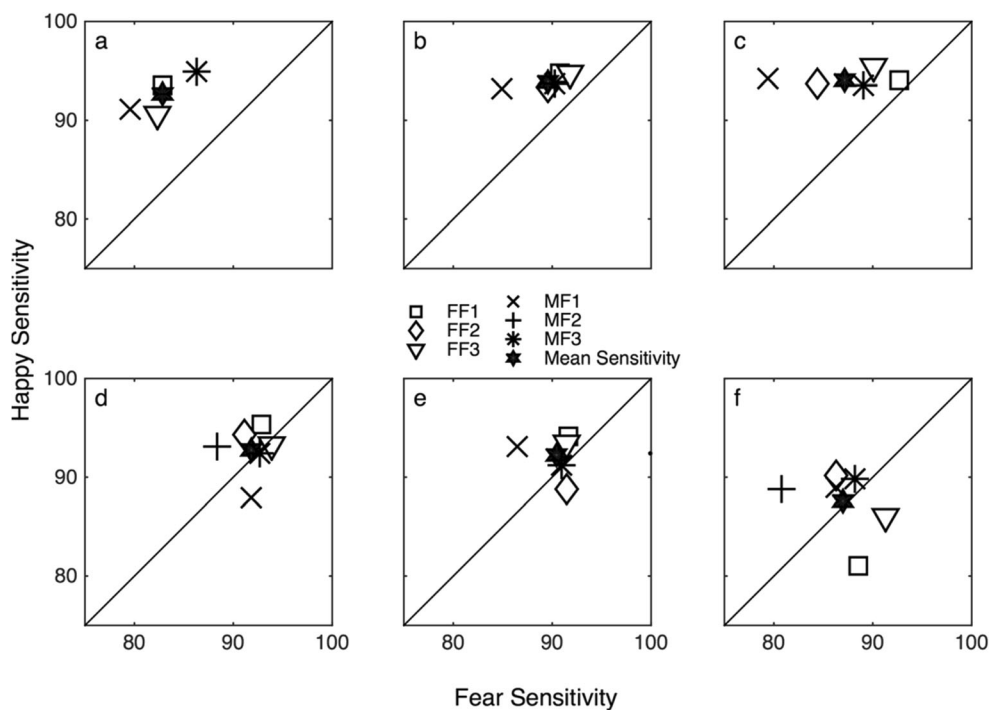 100
a
b
c
90
80
FF1
FF2
FF3
MF1
MF2
MF3
Mean Sensitivity
Happy Sensitivity
100
d
e
f
90
80
80 90 100 80 90 100 80 90 100
Fear Sensitivity